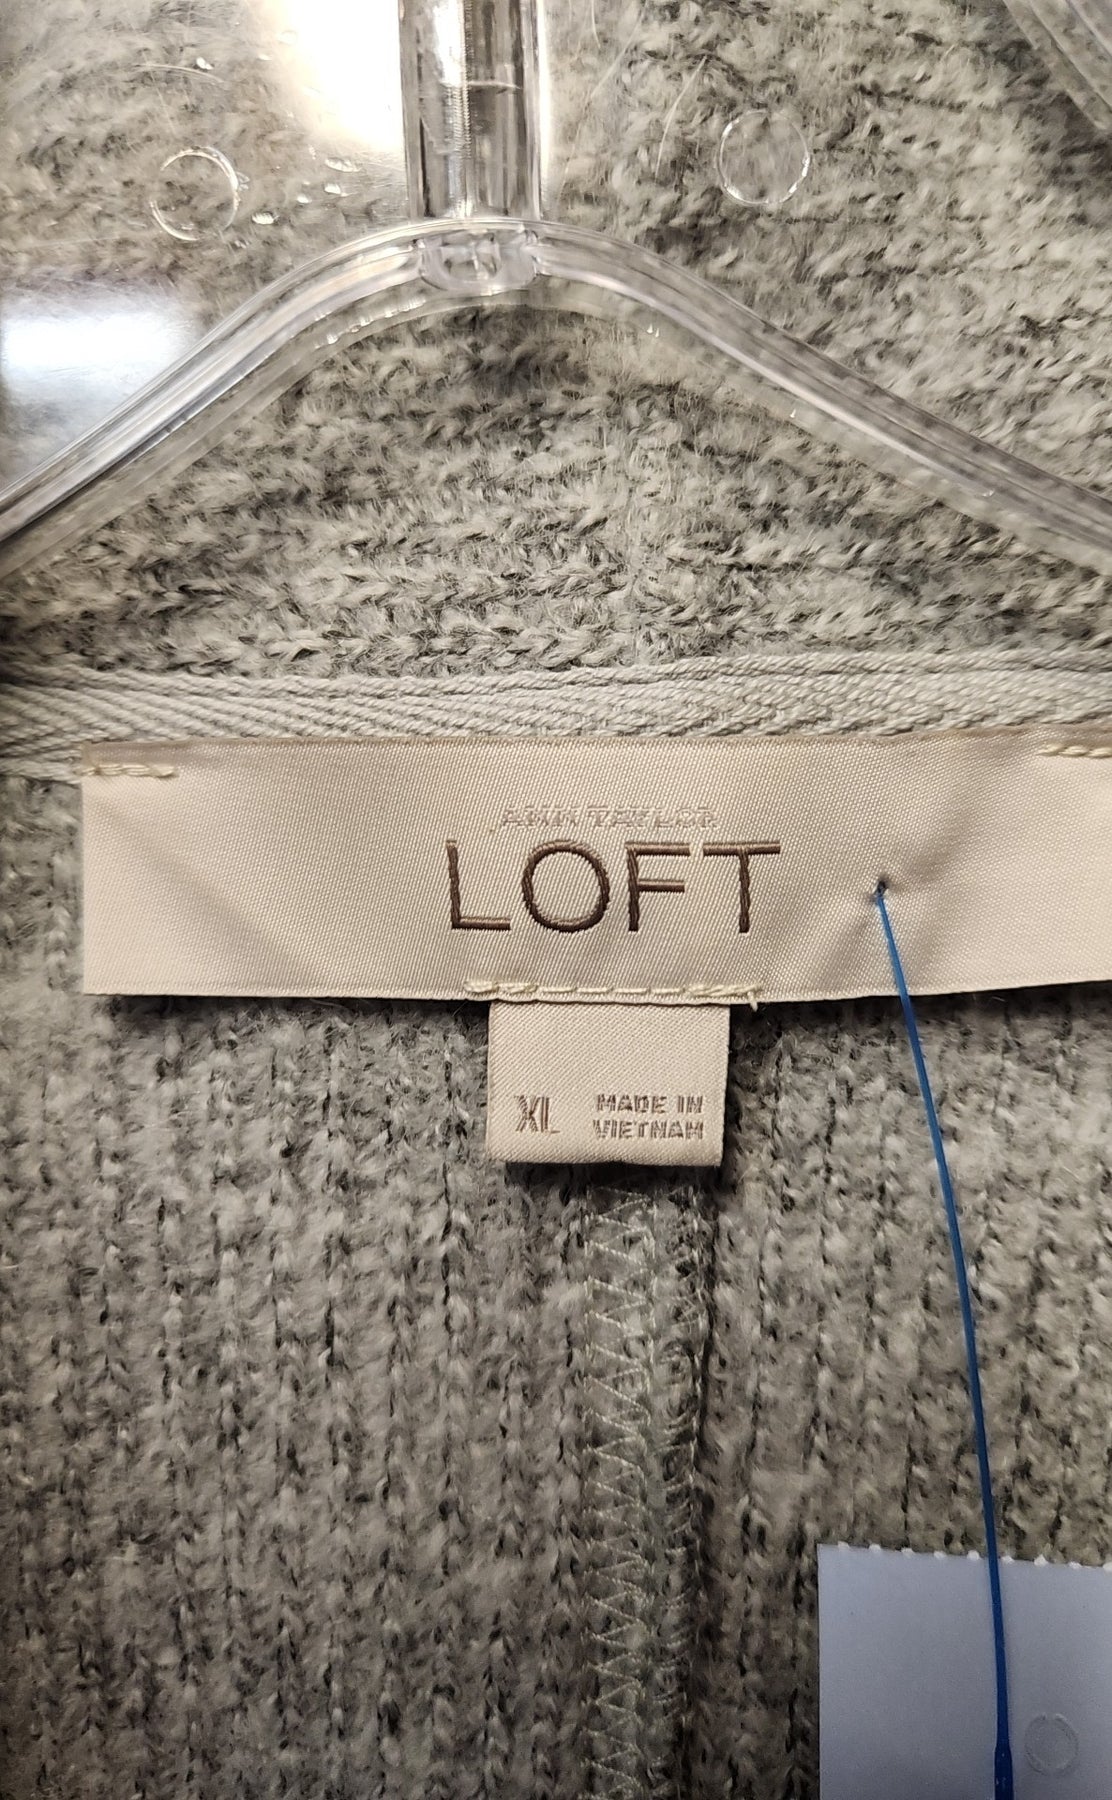 ANN TAYLOR
LOFT
XL
MADE IN
VIETNAM